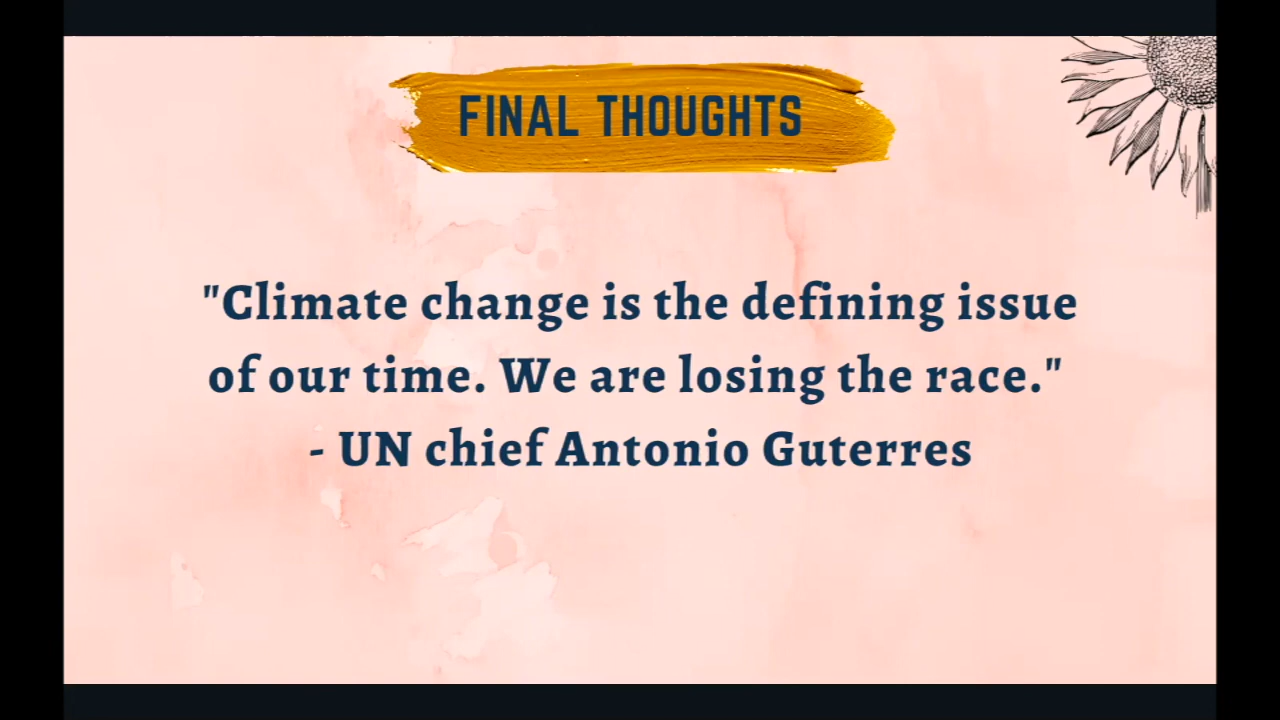 FINAL THOUGHTS
"Climate change is the defining issue
of our time. We are losing the race."
- UN chief Antonio Guterres